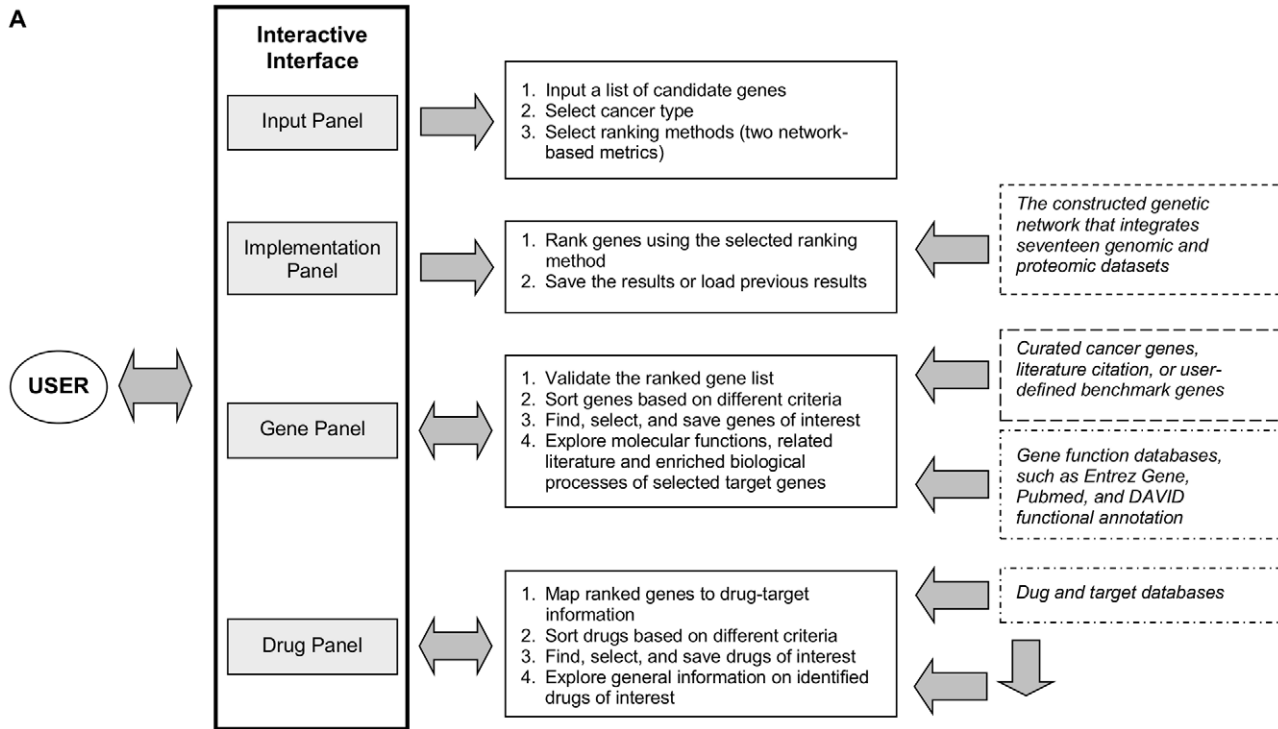 A
Interactive
Interface
Input Panel
1. Input a list of candidate genes
2. Select cancer type
3. Select ranking methods (two network-
based metrics)
Implementation
Panel
1. Rank genes using the selected ranking
method
2. Save the results or load previous results
The constructed genetic
network that integrates
seventeen genomic and
proteomic datasets
USER
Gene Panel
1. Validate the ranked gene list
2. Sort genes based on different criteria
3. Find, select, and save genes of interest
4. Explore molecular functions, related
literature and enriched biological
processes of selected target genes
Curated cancer genes,
literature citation, or user-
defined benchmark genes
Gene function databases,
such as Entrez Gene,
Pubmed, and DAVID
functional annotation
Drug Panel
1. Map ranked genes to drug-target
information
2. Sort drugs based on different criteria
3. Find, select, and save drugs of interest
4. Explore general information on identified
drugs of interest
Dug and target databases